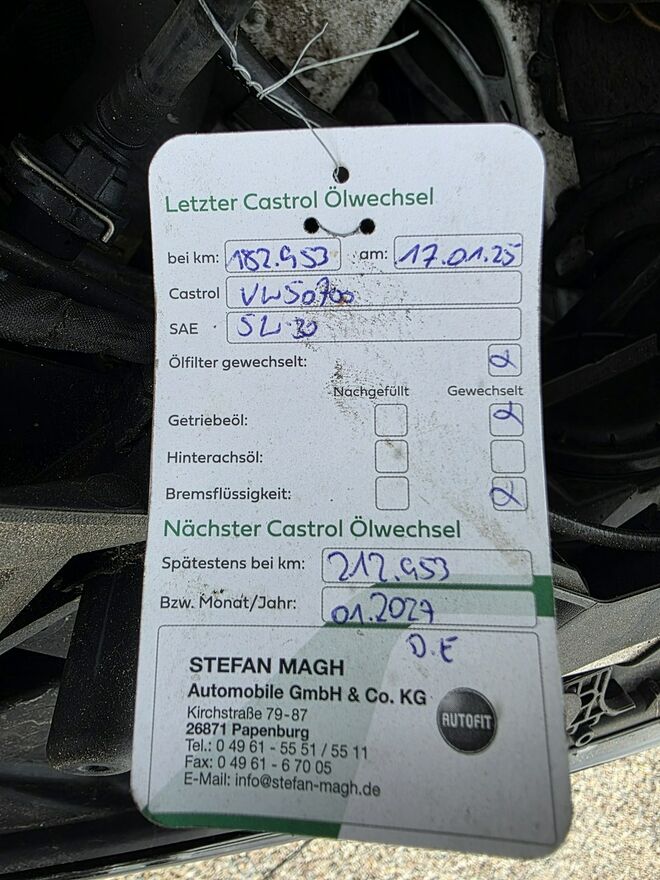 Letzter Castrol Ölwechsel
bei km: 182.953 am: 17.01.25
Castrol VW50700
SAE 5W30
Ölfilter gewechselt:
Nachgefüllt Gewechselt
Getriebeöl:
Hinterachsöl:
Bremsflüssigkeit:
Nächster Castrol Ölwechsel
Spätestens bei km: 212.953
Bzw. Monat/Jahr: 01.2027
D.E
STEFAN MAGH
Automobile GmbH & Co. KG
AUTOFIT
Kirchstraße 79-87
26871 Papenburg
Tel.: 0 49 61 - 55 51 / 55 11
Fax: 0 49 61 - 6 70 05
E-Mail: info@stefan-magh.de